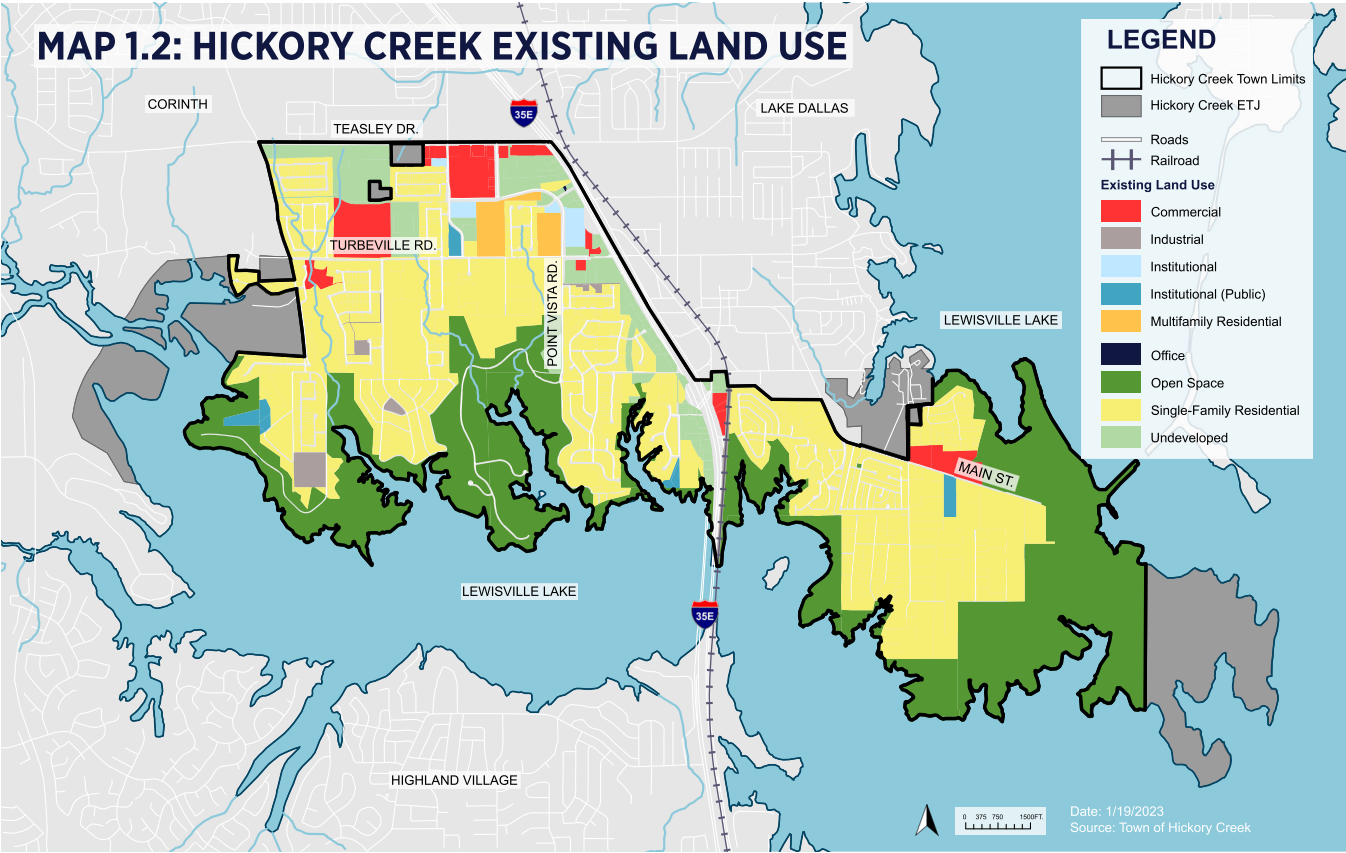 MAP 1.2: HICKORY CREEK EXISTING LAND USE
LEGEND
Hickory Creek Town Limits
Hickory Creek ETJ
Roads
Railroad
Existing Land Use
Commercial
Industrial
Institutional
Institutional (Public)
Multifamily Residential
Office
Open Space
Single-Family Residential
Undeveloped
CORINTH
35E
LAKE DALLAS
TEASLEY DR.
TURBEVILLE RD.
POINT VISTA RD.
LEWISVILLE LAKE
MAIN ST.
LEWISVILLE LAKE
35E
HIGHLAND VILLAGE
0 375 750 1500FT.
Date: 1/19/2023
Source: Town of Hickory Creek